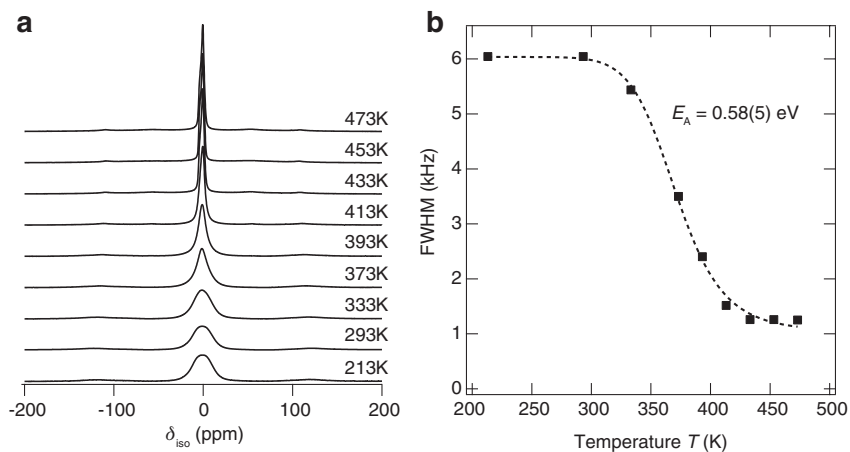 a
473K
453K
433K
413K
393K
373K
333K
293K
213K
-200 -100 0 100 200
δiso (ppm)
b
6
5
4
3
2
1
0
FWHM (kHz)
EA = 0.58(5) eV
200 250 300 350 400 450 500
Temperature T (K)